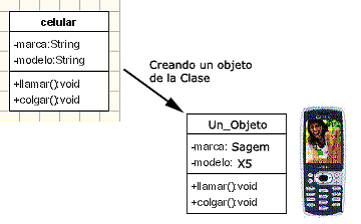 celular
-marca:String
-modelo:String
+llamar():void
+colgar():void
Creando un objeto
de la Clase
Un_Objeto
-marca: Sagem
-modelo: X5
+llamar():void
+colgar():void